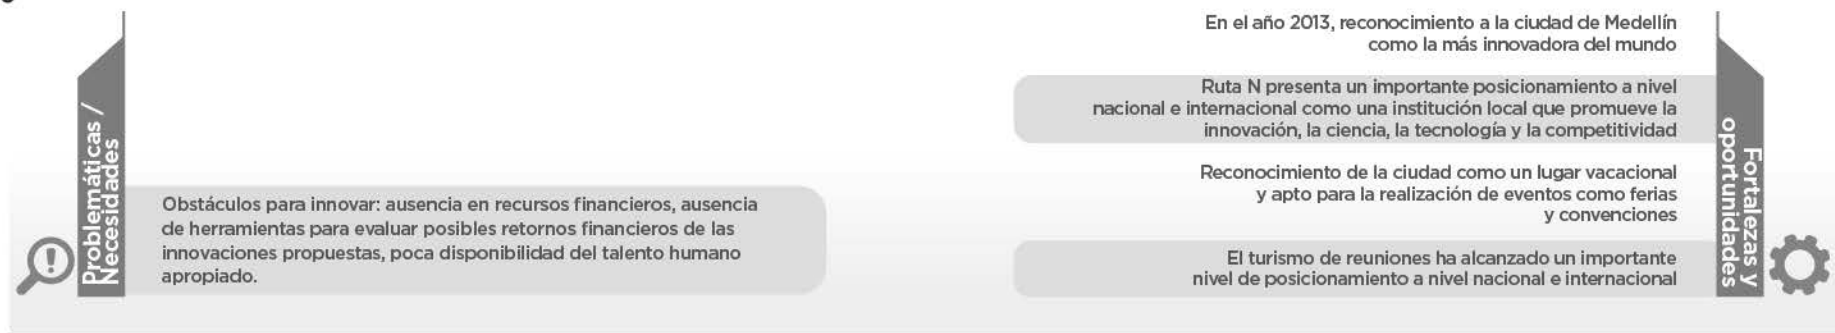 Problemáticas /
Necesidades
Obstáculos para innovar: ausencia en recursos financieros, ausencia
de herramientas para evaluar posibles retornos financieros de las
innovaciones propuestas, poca disponibilidad del talento humano
apropiado.
En el año 2013, reconocimiento a la ciudad de Medellín
como la más innovadora del mundo
Ruta N presenta un importante posicionamiento a nivel
nacional e internacional como una institución local que promueve la
innovación, la ciencia, la tecnología y la competitividad
Reconocimiento de la ciudad como un lugar vacacional
y apto para la realización de eventos como ferias
y convenciones
El turismo de reuniones ha alcanzado un importante
nivel de posicionamiento a nivel nacional e internacional
Fortalezas y
oportunidades